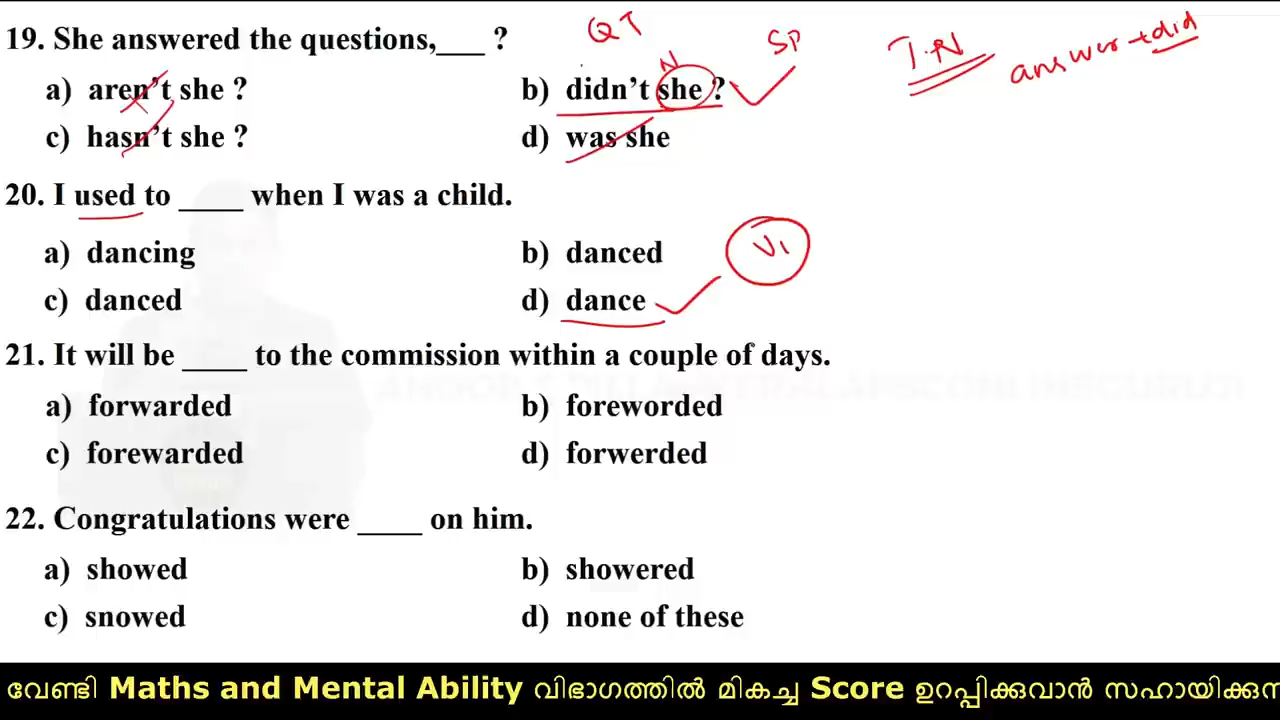 19. She answered the questions,___ ?
QT
SP
T.N
answer + did
a) aren't she ?
b) didn't she ?
N
c) hasn't she ?
d) was she
20. I used to ____ when I was a child.
a) dancing
b) danced
V1
c) danced
d) dance
21. It will be ____ to the commission within a couple of days.
a) forwarded
b) foreworded
c) forewarded
d) forwerded
22. Congratulations were ____ on him.
a) showed
b) showered
c) snowed
d) none of these
വേണ്ടി Maths and Mental Ability വിഭാഗത്തിൽ മികച്ച Score ഉറപ്പിക്കുവാൻ സഹായിക്കുന